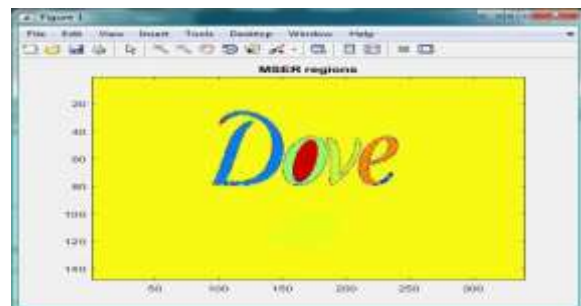 Figure 1
File Edit View Insert Tools Desktop Window Help
MSER regions
20
40
60
80
100
120
140
Dove
50 100 150 200 250 300